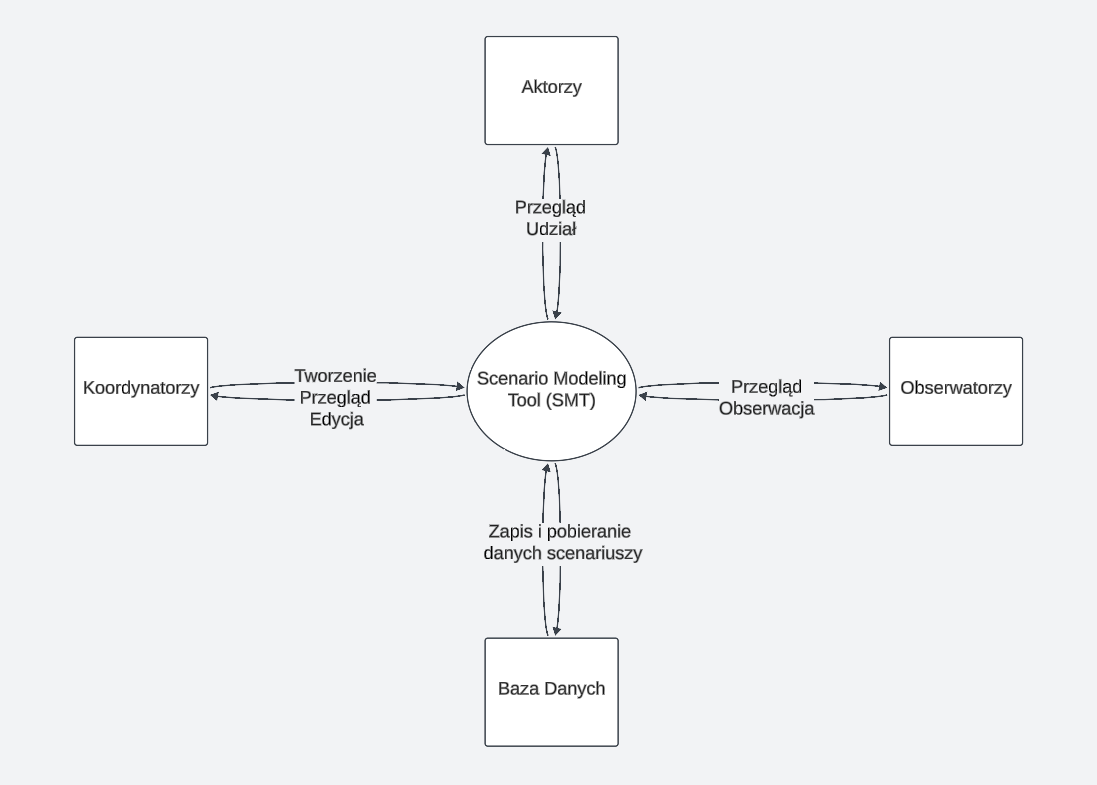 Aktorzy
Przegląd
Udział
Koordynatorzy
Tworzenie
Przegląd
Edycja
Scenario Modeling
Tool (SMT)
Przegląd
Obserwacja
Obserwatorzy
Zapis i pobieranie
danych scenariuszy
Baza Danych